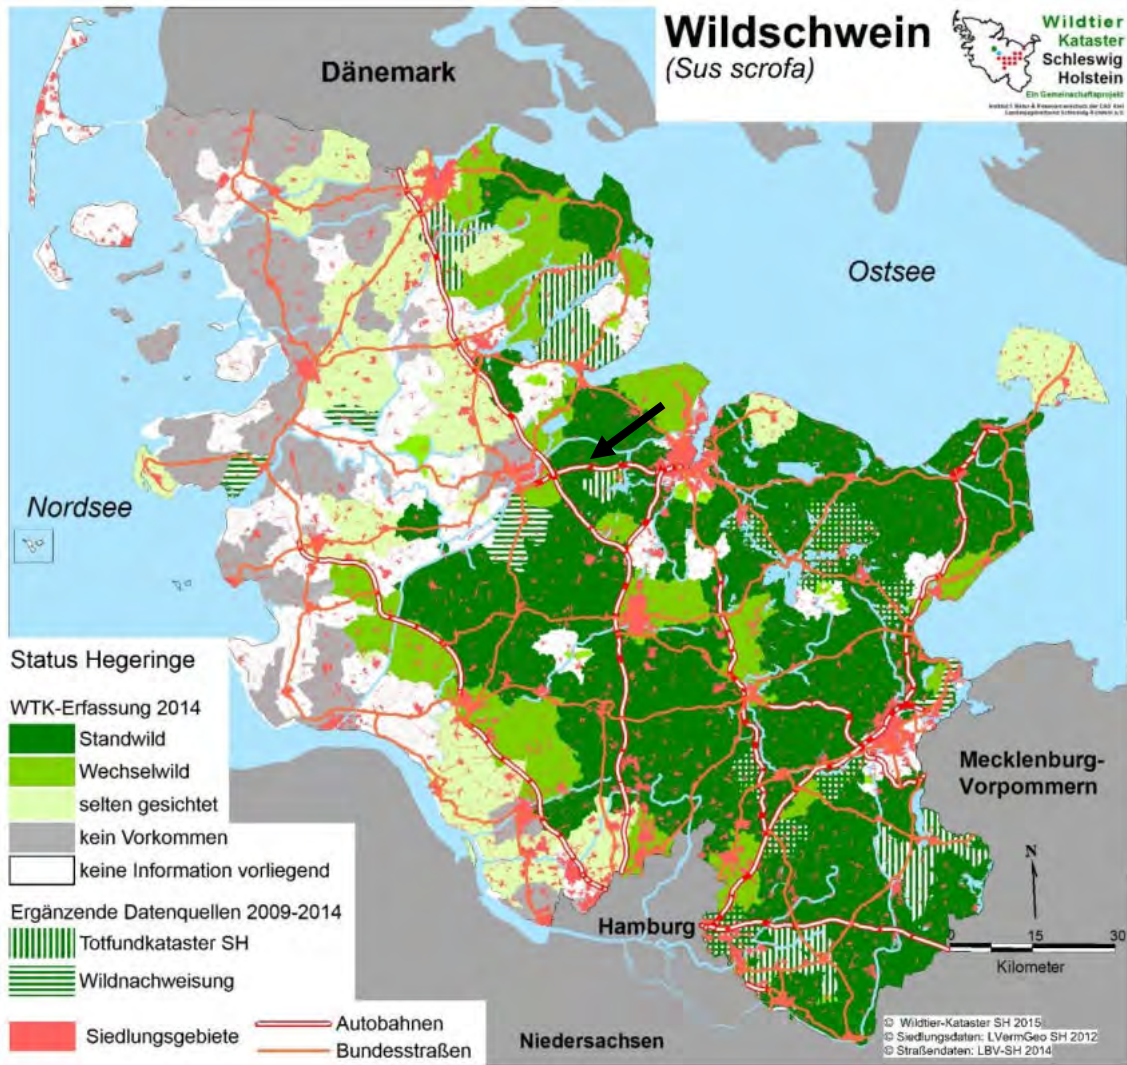 Wildschwein
(Sus scrofa)
Wildtier
Kataster
Schleswig
Holstein
Ein Gemeinschaftsprojekt
Dänemark
Ostsee
Nordsee
Mecklenburg-
Vorpommern
Hamburg
Niedersachsen
N
0 15 30
Kilometer
Status Hegeringe
WTK-Erfassung 2014
Standwild
Wechselwild
selten gesichtet
kein Vorkommen
keine Information vorliegend
Ergänzende Datenquellen 2009-2014
Totfundkataster SH
Wildnachweisung
Siedlungsgebiete
Autobahnen
Bundesstraßen
© Wildtier-Kataster SH 2015
© Siedlungsdaten: LVermGeo SH 2012
© Straßendaten: LBV-SH 2014